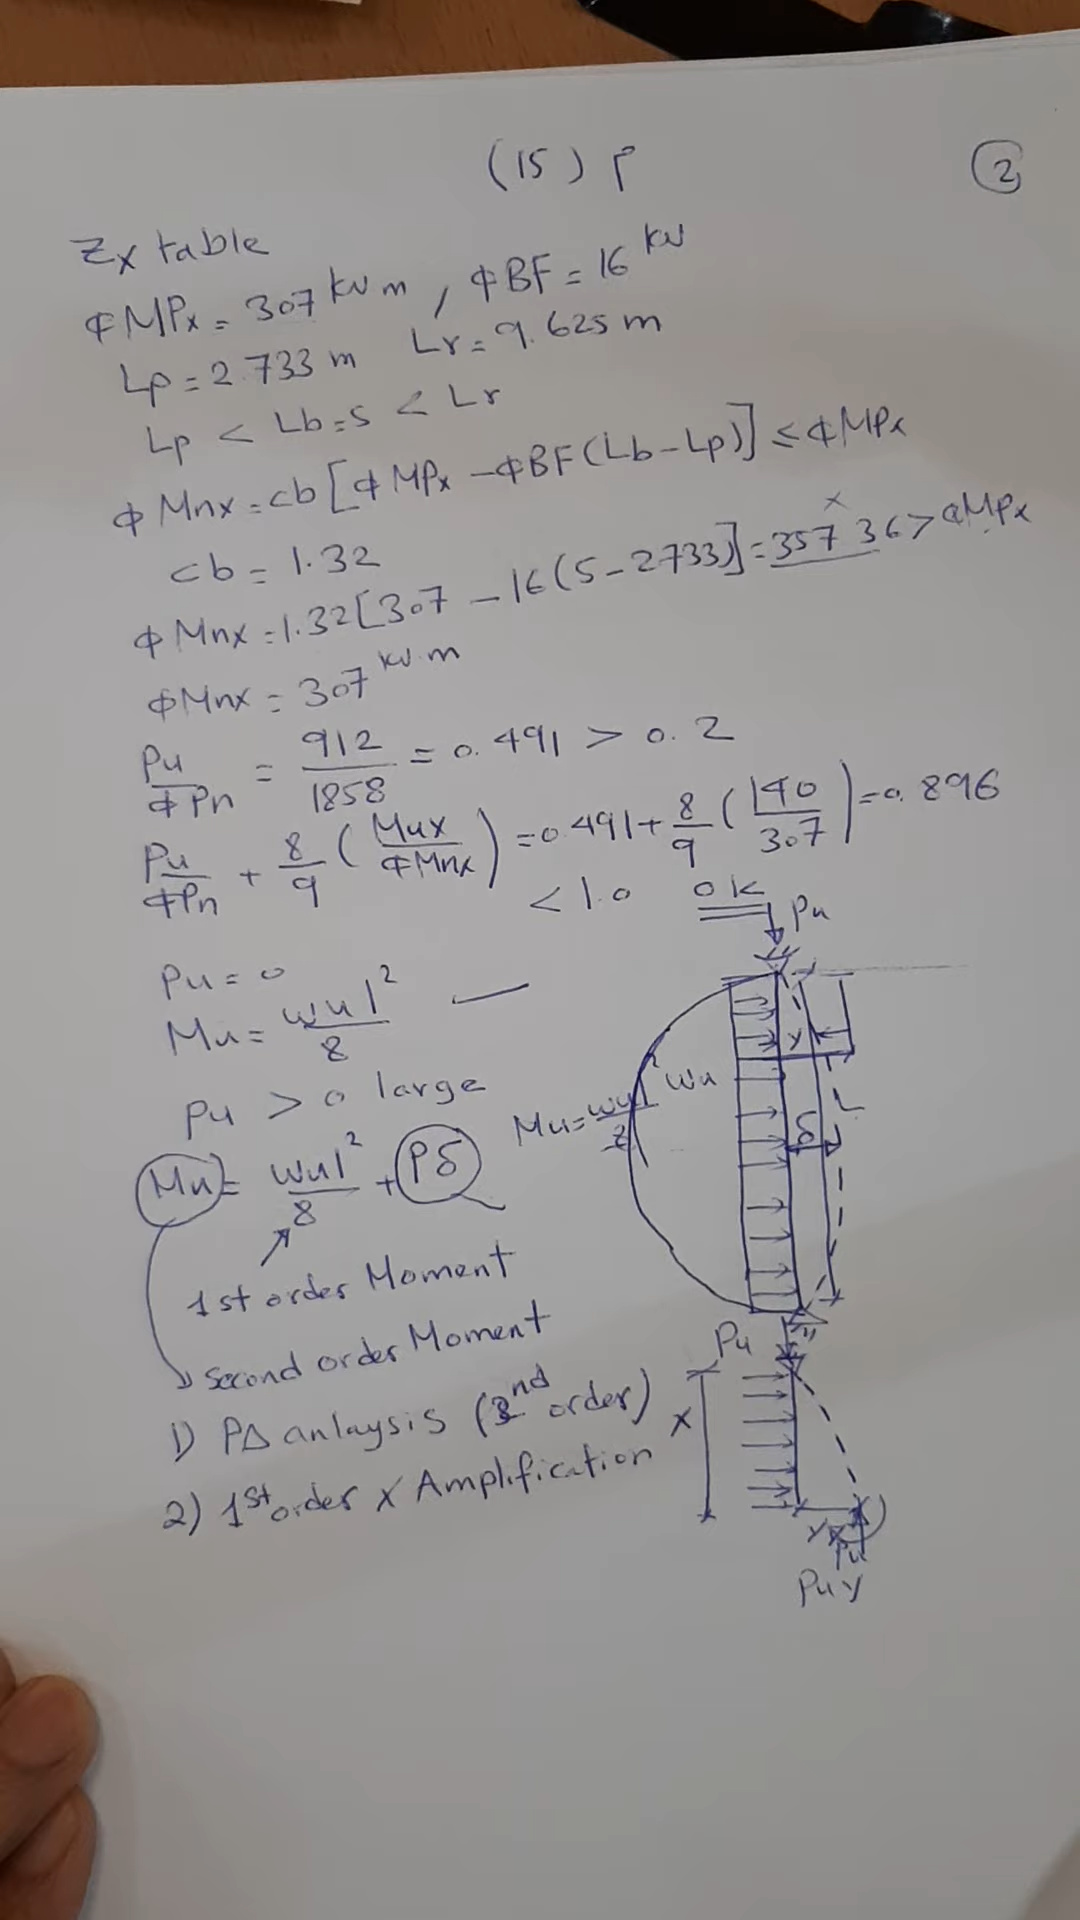 (15) P
2
Zx table
ΦMPx = 307 kN m, ΦBF = 16 kN
Lp = 2.733 m Lr = 9.625 m
Lp < Lb=5 < Lr
Φ Mnx = cb [Φ MPx - ΦBF (Lb - Lp)] ≤ ΦMPx
cb = 1.32
x
Φ Mnx = 1.32 [307 - 16 (5 - 2.733)] = 357.36 > ΦMPx
ΦMnx = 307 kN.m
Pu/ΦPn = 912/1858 = 0.491 > 0.2
Pu/ΦPn + 8/9 (Mux/ΦMnx) = 0.491 + 8/9 (140/307) = 0.896
< 1.0 ok
Pu
Pu = 0
Mu = wul²/8
y
Pu > 0 large
Mu = wul²/8
wu
δ
Mu = wul²/8 + Pδ
1st order Moment
Second order Moment
Pu
1) PΔ anlaysis (2nd order)
x
2) 1st order x Amplification
y
Pu
Pu y